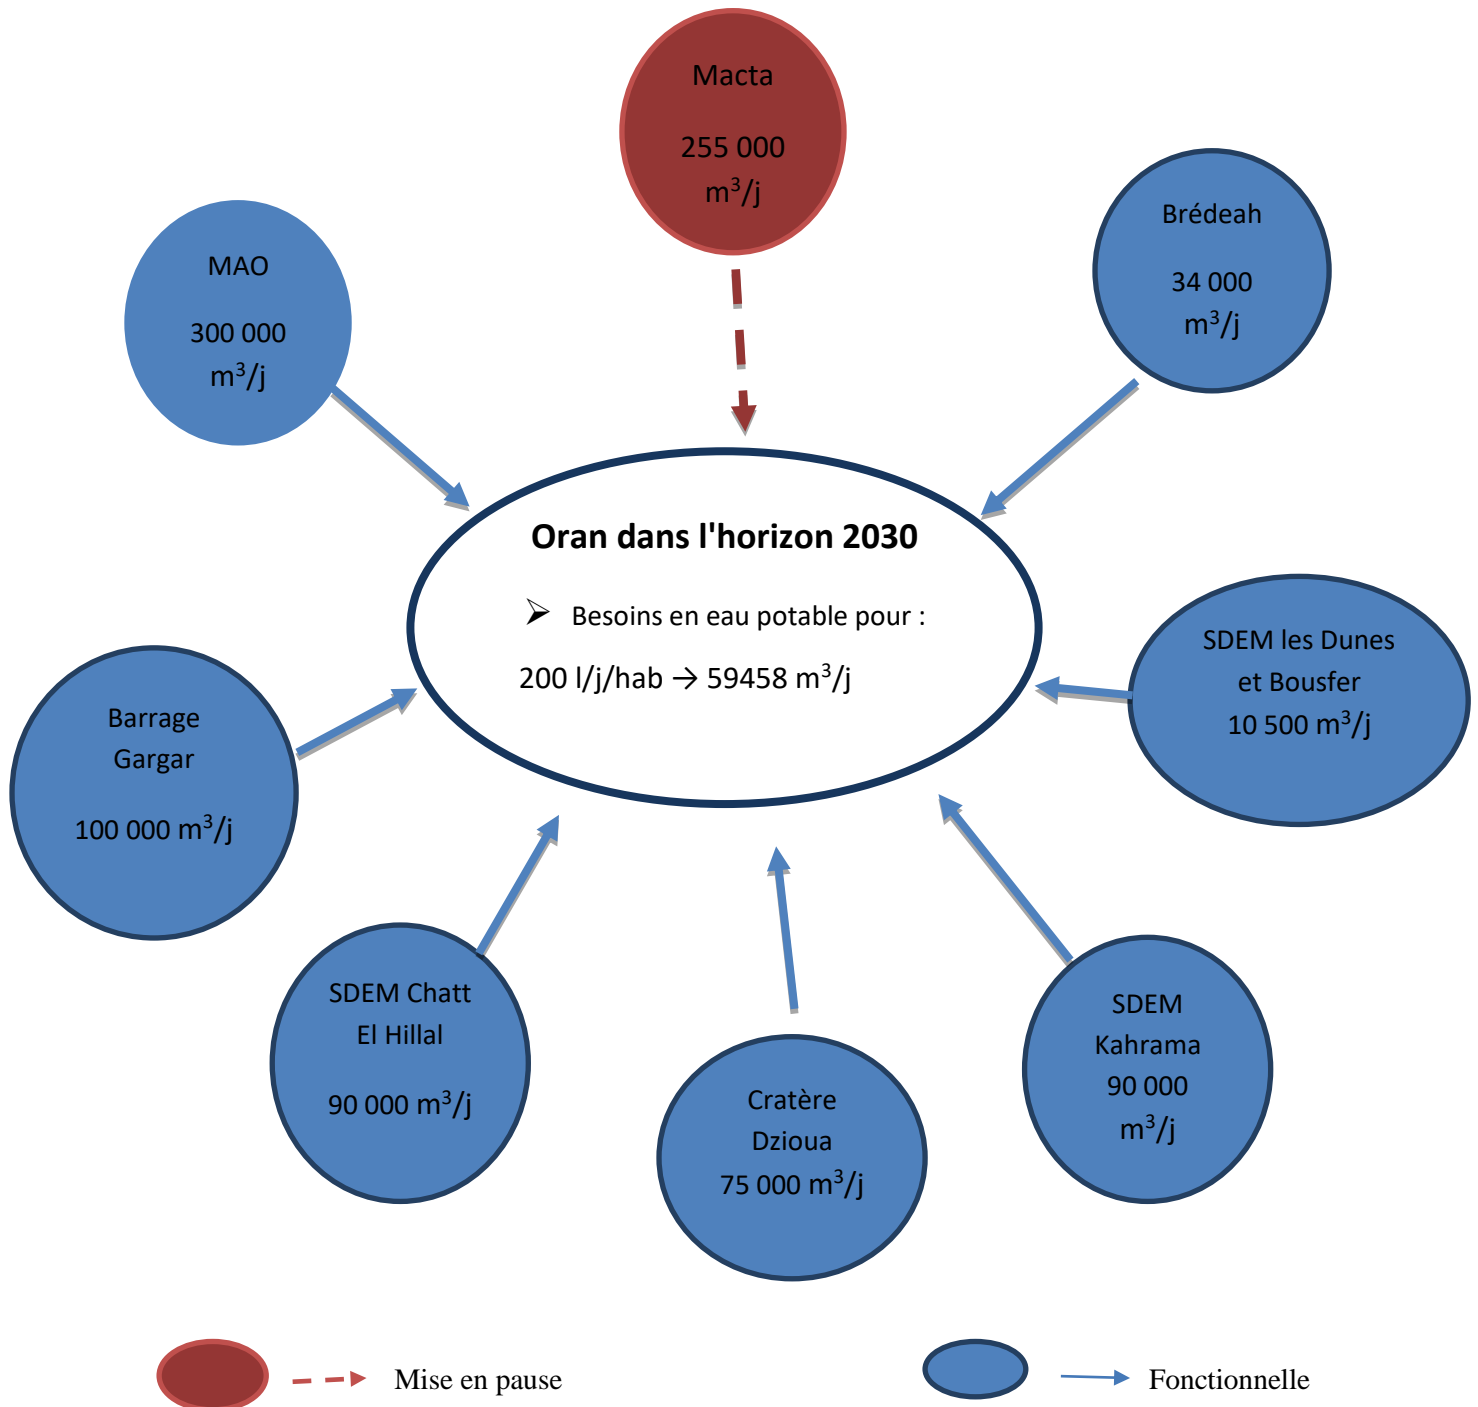 Macta
255 000
m³/j
Brédeah
34 000
m³/j
MAO
300 000
m³/j
Oran dans l'horizon 2030
➢ Besoins en eau potable pour :
200 l/j/hab → 59458 m³/j
SDEM les Dunes
et Bousfer
10 500 m³/j
Barrage
Gargar
100 000 m³/j
SDEM Chatt
El Hillal
90 000 m³/j
Cratère
Dzioua
75 000 m³/j
SDEM
Kahrama
90 000
m³/j
Mise en pause
Fonctionnelle